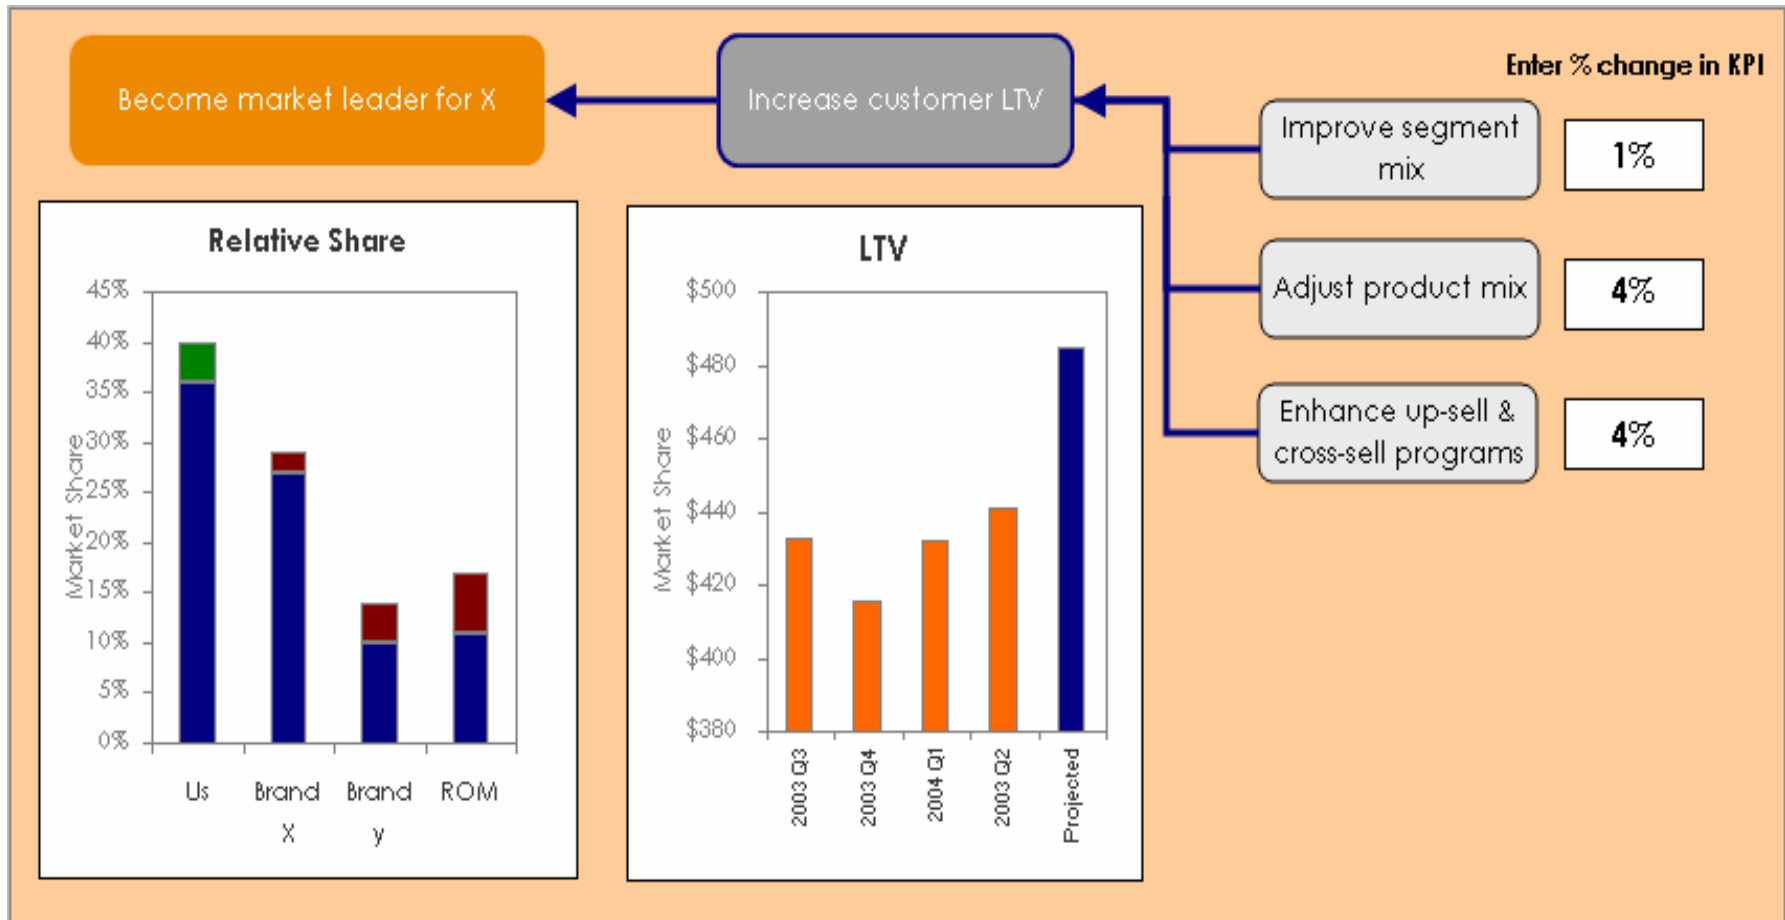 Enter % change in KPI
Become market leader for X
Increase customer LTV
Improve segment
mix
1%
Adjust product mix
4%
Enhance up-sell &
cross-sell programs
4%
Relative Share
45%
40%
35%
30%
25%
20%
15%
10%
5%
0%
Market Share
Us
Brand
X
Brand
y
ROM
LTV
$500
$480
$460
$440
$420
$400
$380
Market Share
2003 Q3
2003 Q4
2004 Q1
2003 Q2
Projected